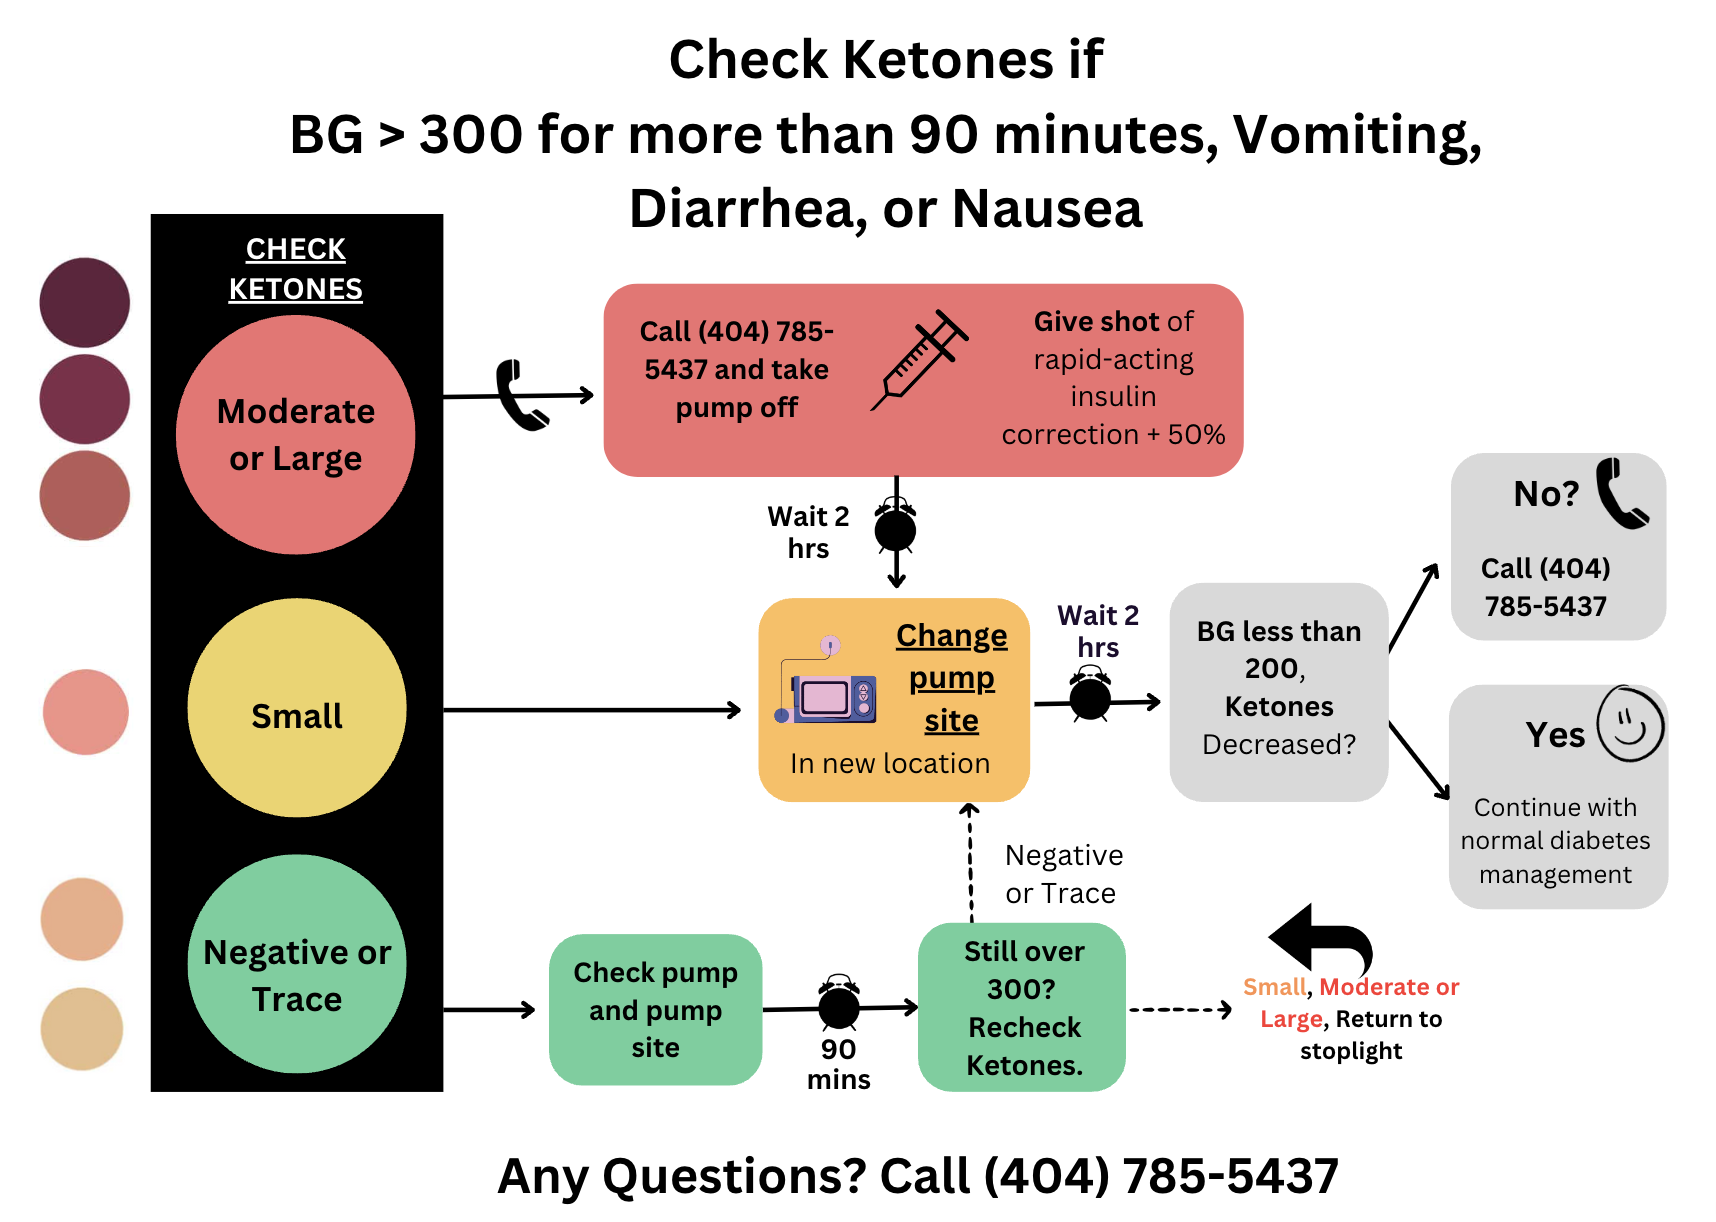 Check Ketones if
BG > 300 for more than 90 minutes, Vomiting,
Diarrhea, or Nausea
CHECK
KETONES
Moderate
or Large
Call (404) 785-
5437 and take
pump off
Give shot of
rapid-acting
insulin
correction + 50%
Wait 2
hrs
Small
Change
pump
site
In new location
Wait 2
hrs
BG less than
200,
Ketones
Decreased?
No?
Call (404)
785-5437
Yes
Continue with
normal diabetes
management
Negative or
Trace
Check pump
and pump
site
90
mins
Still over
300?
Recheck
Ketones.
Negative
or Trace
Small, Moderate or
Large, Return to
stoplight
Any Questions? Call (404) 785-5437